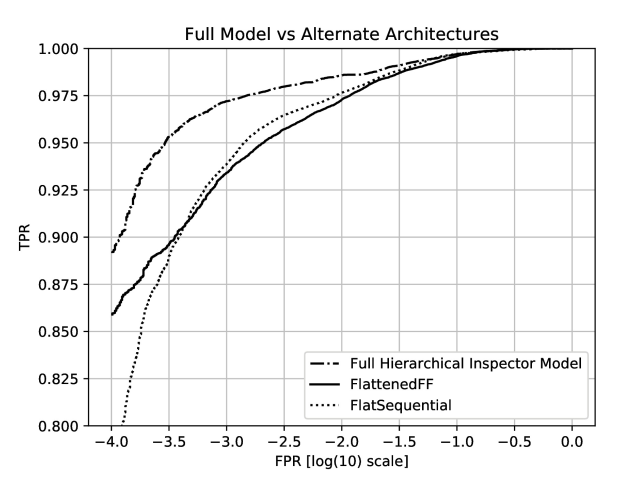 Full Model vs Alternate Architectures
1.000
0.975
0.950
0.925
0.900
0.875
0.850
0.825
0.800
TPR
Full Hierarchical Inspector Model
FlattenedFF
FlatSequential
−4.0 −3.5 −3.0 −2.5 −2.0 −1.5 −1.0 −0.5 0.0
FPR [log(10) scale]